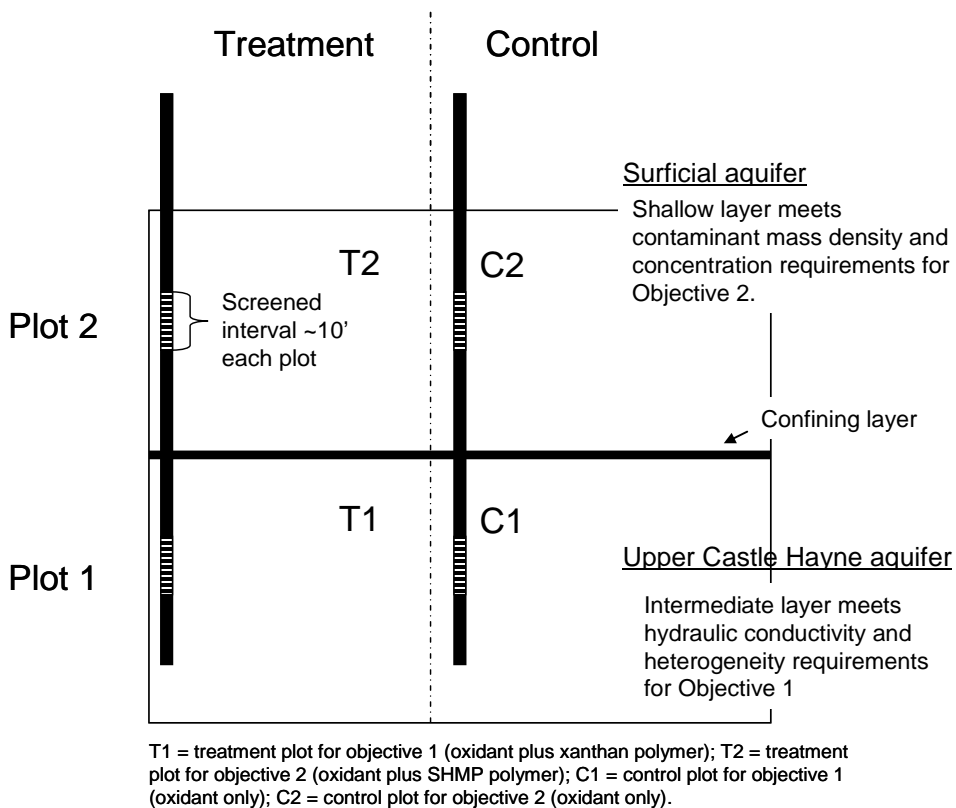 Treatment
Control
Surficial aquifer
Shallow layer meets
contaminant mass density and
concentration requirements for
Objective 2.
T2
C2
Plot 2
Screened
interval ~10'
each plot
Confining layer
T1
C1
Plot 1
Upper Castle Hayne aquifer
Intermediate layer meets
hydraulic conductivity and
heterogeneity requirements
for Objective 1
T1 = treatment plot for objective 1 (oxidant plus xanthan polymer); T2 = treatment
plot for objective 2 (oxidant plus SHMP polymer); C1 = control plot for objective 1
(oxidant only); C2 = control plot for objective 2 (oxidant only).